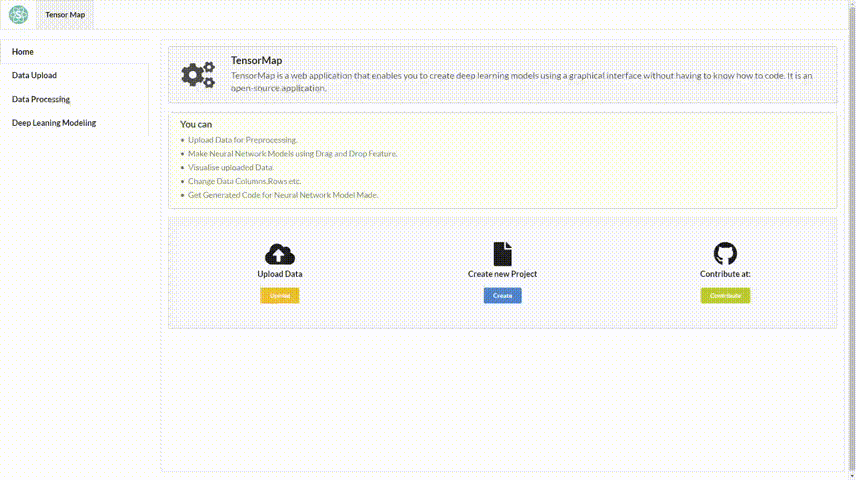 Tensor Map
Home
Data Upload
Data Processing
Deep Leaning Modeling
TensorMap
TensorMap is a web application that enables you to create deep learning models using a graphical interface without having to know how to code. It is an
open-source application.
You can
Upload Data for Preprocessing.
Make Neural Network Models using Drag and Drop Feature.
Visualise uploaded Data.
Change Data Columns,Rows etc.
Get Generated Code for Neural Network Model Made.
Upload Data
Create new Project
Contribute at:
Upload
Create
Contribute